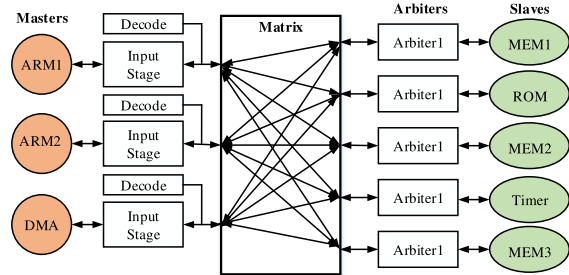 Masters
Matrix
Arbiters
Slaves
Decode
ARM1
Input
Stage
Arbiter1
MEM1
Decode
ARM2
Input
Stage
Arbiter1
ROM
Arbiter1
MEM2
Decode
DMA
Input
Stage
Arbiter1
Timer
Arbiter1
MEM3